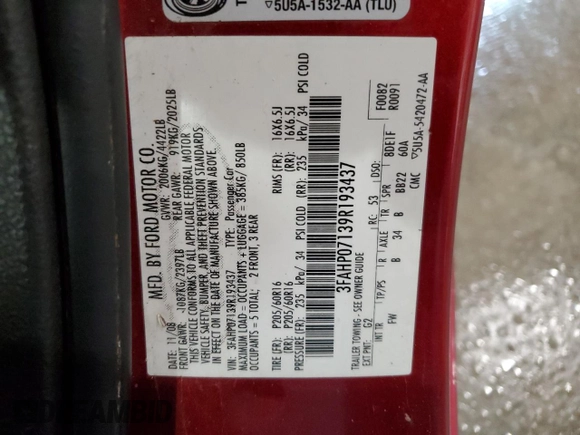 ▽5U5A-1532-AA (TLU)
MFD. BY FORD MOTOR CO.
DATE: 11/08 GVWR: 2006KG/4422LB
FRONT GAWR: 1087KG/2397LB REAR GAWR: 919KG/2025LB
THIS VEHICLE CONFORMS TO ALL APPLICABLE FEDERAL MOTOR
VEHICLE SAFETY, BUMPER, AND THEFT PREVENTION STANDARDS
IN EFFECT ON THE DATE OF MANUFACTURE SHOWN ABOVE.
VIN: 3FAHP07139R193437 TYPE: Passenger Car
MAXIMUM LOAD = OCCUPANTS + LUGGAGE = 385KG/ 850LB
OCCUPANTS = 5 TOTAL: 2 FRONT, 3 REAR
TIRE (FR): P205/60R16 RIMS (FR): 16X6.5J
(RR): P205/60R16 (RR): 16X6.5J
PRESSURE (FR): 235 kPa/ 34 PSI COLD (RR): 235 kPa/ 34 PSI COLD
3FAHP07139R193437
TRAILER TOWING - SEE OWNER GUIDE F0082
EXT PNT: G2 RC: 53 DSO: R0091
INT TR TP/PS R AXLE TR SPR BDE1F
FW B 34 B BB22 60A
CMC ▽5U5A-5420472-AA